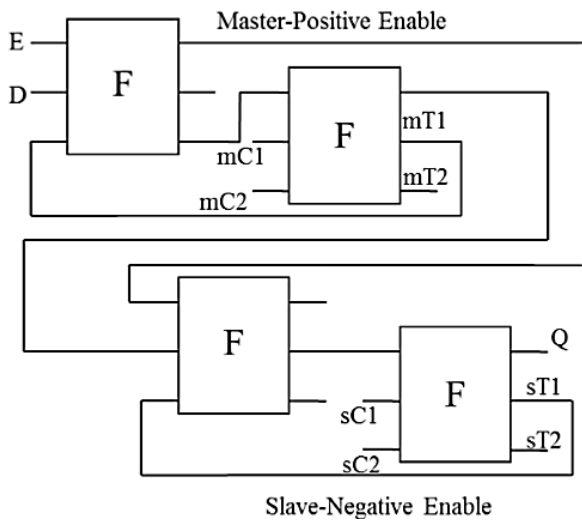 Master-Positive Enable
E
D
F
F
mC1
mT1
mC2
mT2
F
F
Q
sC1
sT1
sC2
sT2
Slave-Negative Enable